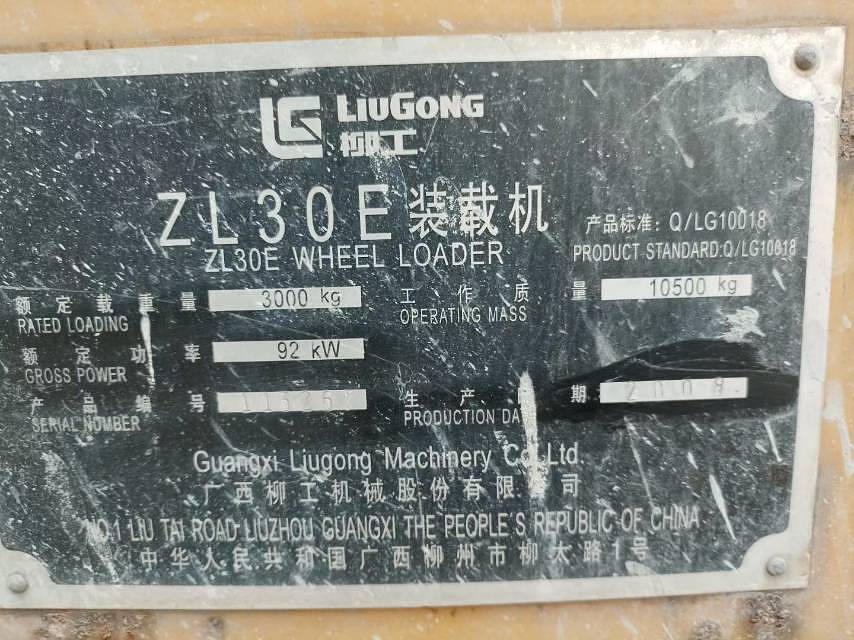 LG LIUGONG
柳工
ZL30E装载机
产品标准：Q/LG10018
ZL30E WHEEL LOADER
PRODUCT STANDARD:Q/LG10018
额定载重量 3000 kg 工作质量 10500 kg
RATED LOADING OPERATING MASS
额定功率 92 kW
GROSS POWER
产品编号 生产日期 2008
SERIAL NUMBER PRODUCTION DATE
Guangxi Liugong Machinery Co.,Ltd.
广西柳工机械股份有限公司
NO.1 LIU TAI ROAD LIUZHOU GUANGXI THE PEOPLE'S REPUBLIC OF CHINA
中华人民共和国广西柳州市柳太路1号